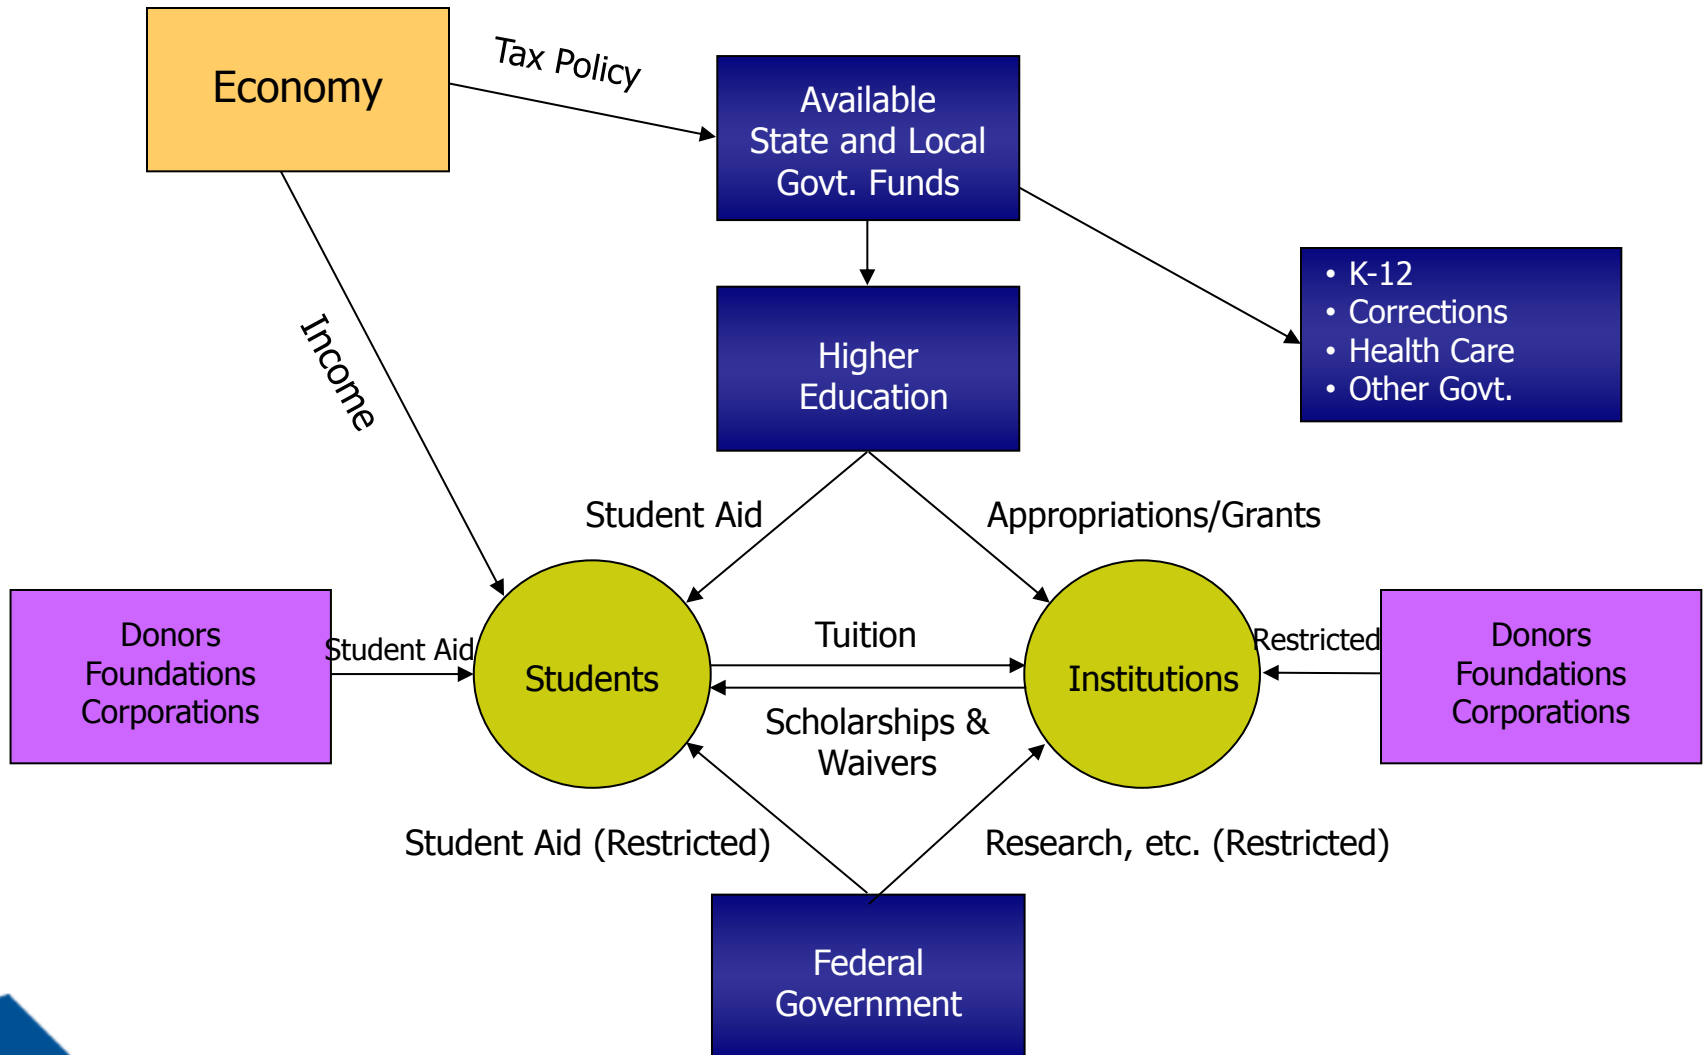 Economy
Tax Policy
Available
State and Local
Govt. Funds
• K-12
• Corrections
• Health Care
• Other Govt.
Higher
Education
Income
Student Aid
Appropriations/Grants
Donors
Foundations
Corporations
Student Aid
Students
Tuition
Scholarships &
Waivers
Institutions
Restricted
Donors
Foundations
Corporations
Student Aid (Restricted)
Research, etc. (Restricted)
Federal
Government